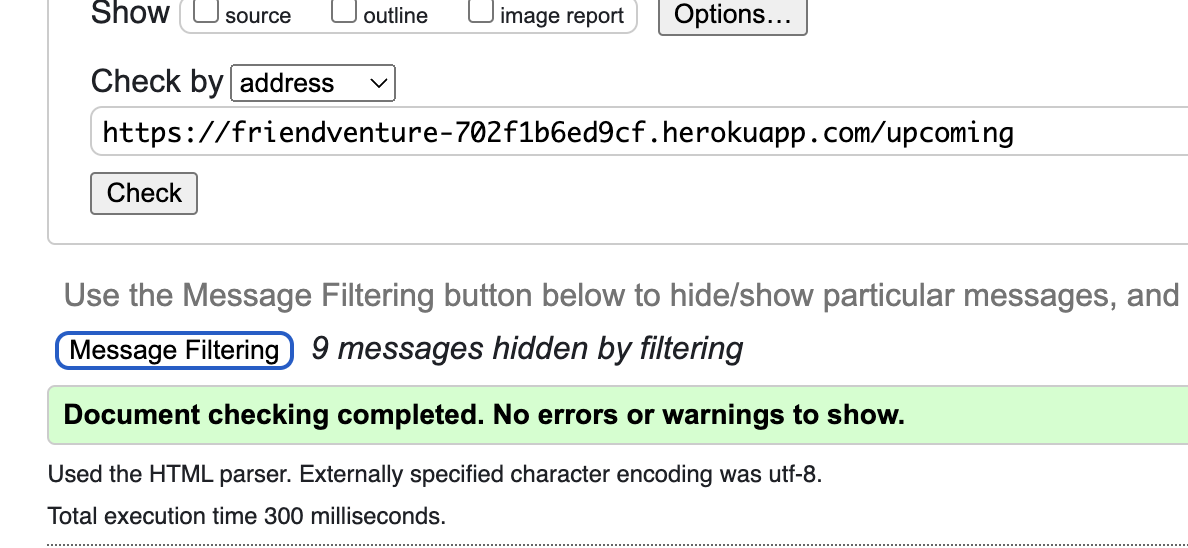 Show source outline image report Options...
Check by address
https://friendventure-702f1b6ed9cf.herokuapp.com/upcoming
Check
Use the Message Filtering button below to hide/show particular messages, and
Message Filtering 9 messages hidden by filtering
Document checking completed. No errors or warnings to show.
Used the HTML parser. Externally specified character encoding was utf-8.
Total execution time 300 milliseconds.